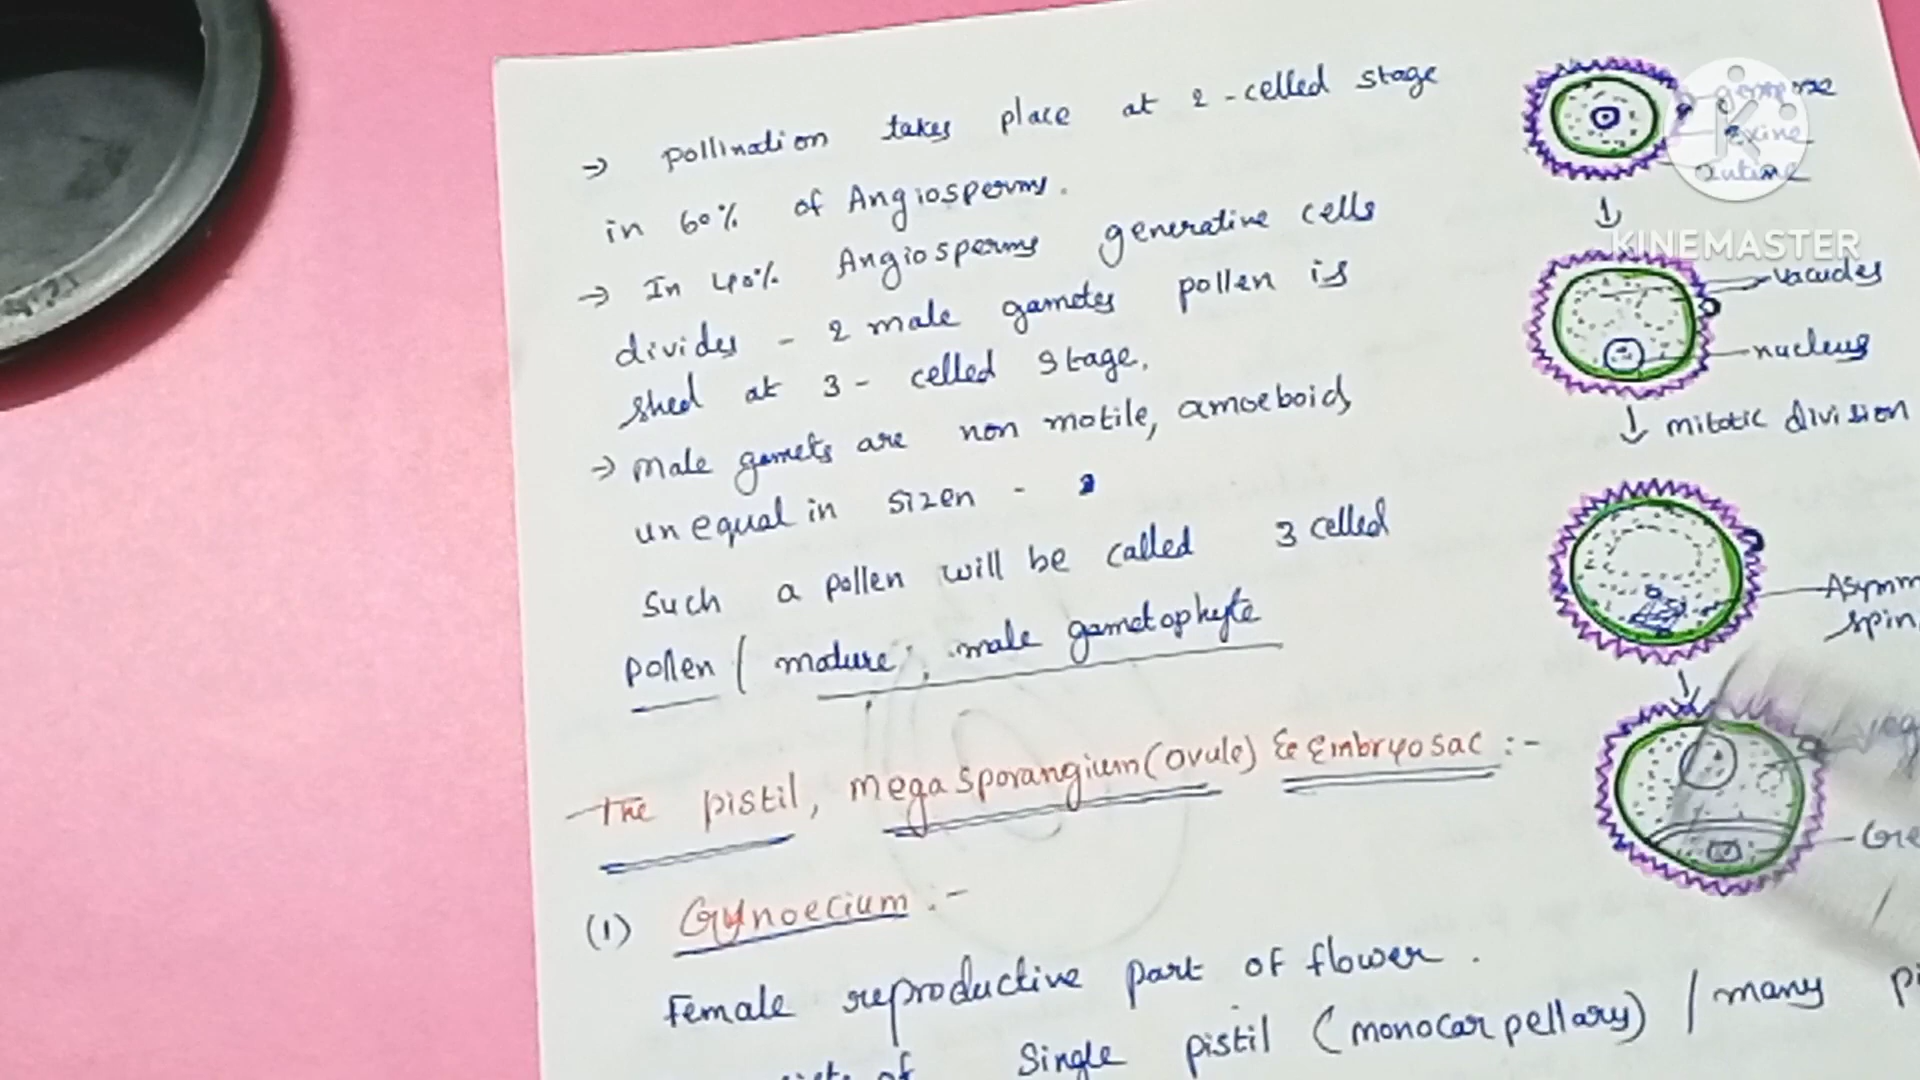 → pollination takes place at 2-celled stage
in 60% of Angiosperms.
→ In 40% Angiosperms generative cells
divides - 2 male gametes pollen is
shed at 3- celled stage.
→ male gamets are non motile, amoeboid,
unequal in sizen -
Such a pollen will be called 3 celled
pollen / mature male gametophyte
The pistil, megasporangium (ovule) & Embryosac :-
(1) Gynoecium :-
Female reproductive part of flower.
of Single pistil (monocarpellary) / many
exine
KINEMASTER
vacuoles
nucleus
↓ mitotic division